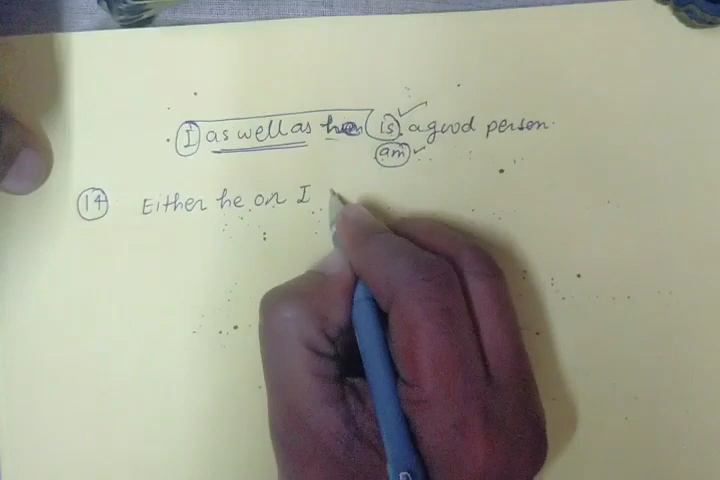 I as well as he is a good person.
am
14 Either he or I